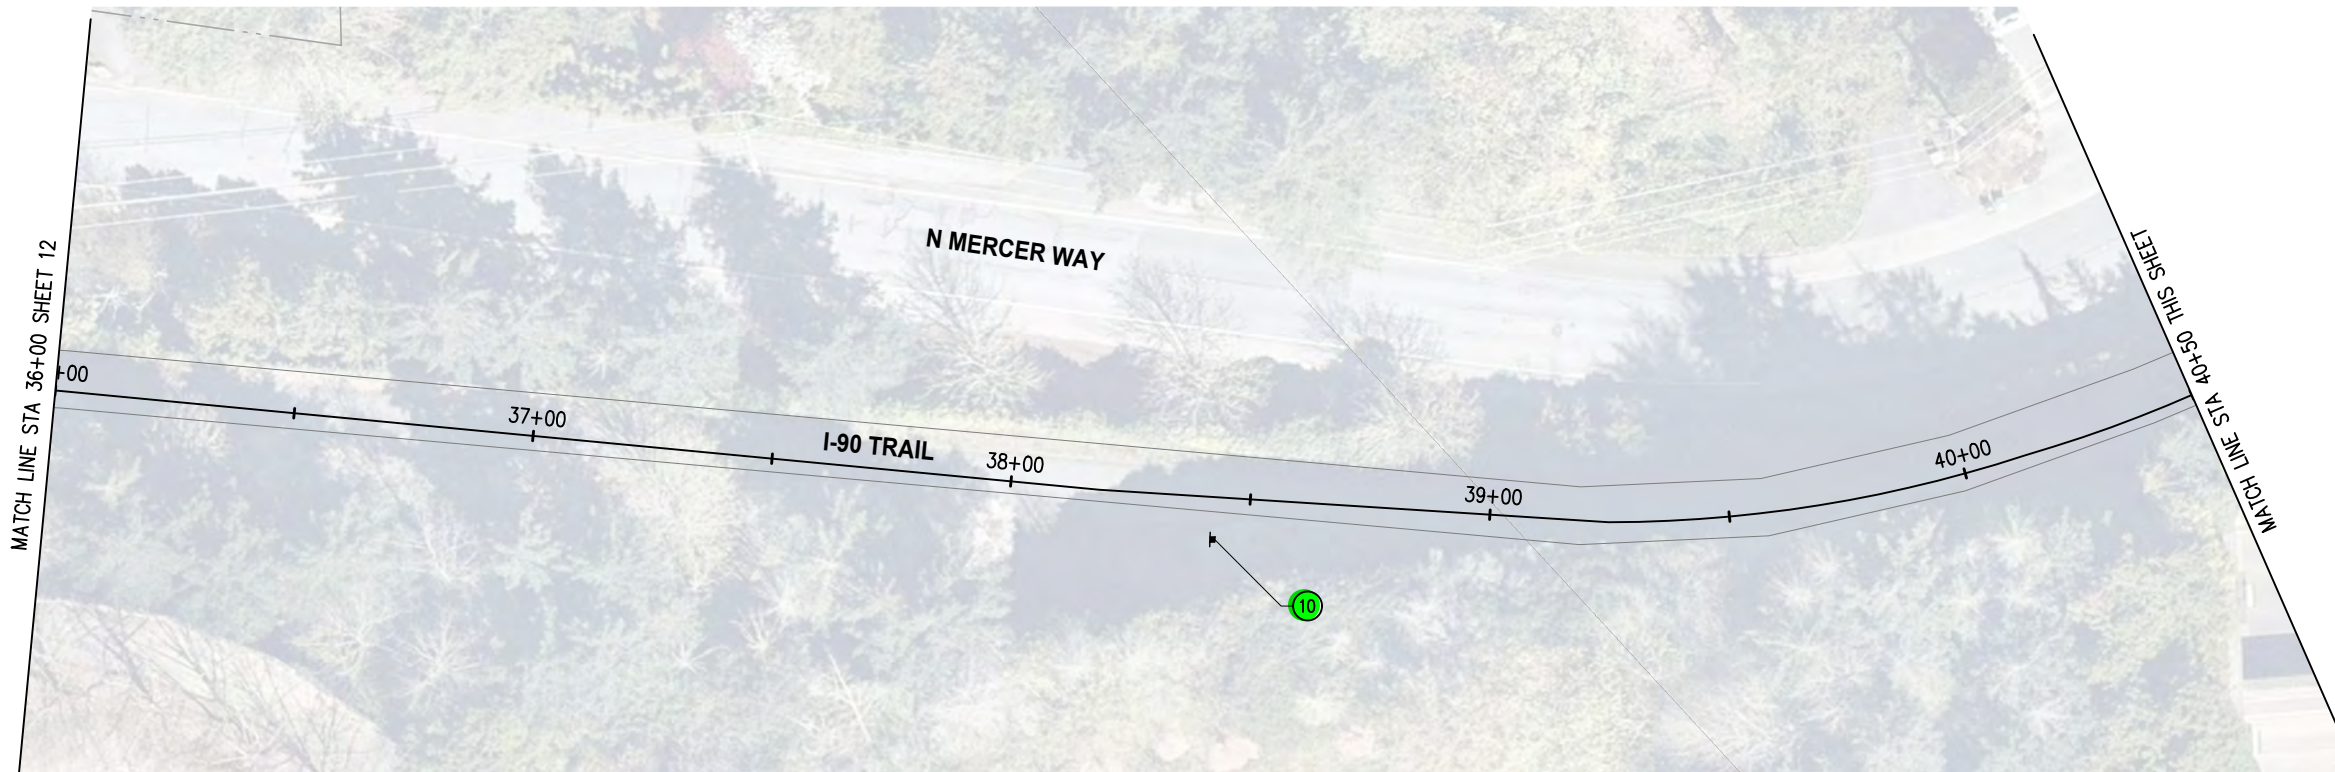 MATCH LINE STA 36+00 SHEET 12
+00
37+00
I-90 TRAIL
38+00
N MERCER WAY
39+00
40+00
10
MATCH LINE STA 40+50 THIS SHEET